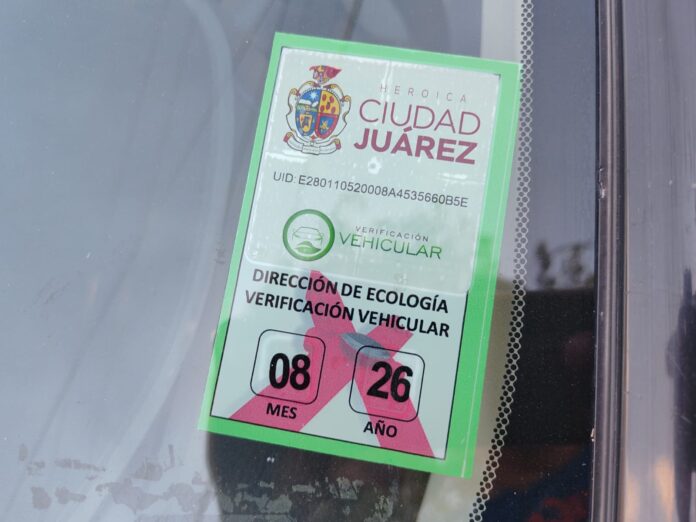 HEROICA
CIUDAD
JUÁREZ
UID: E280110520008A4535660B5E
VERIFICACIÓN
VEHICULAR
DIRECCIÓN DE ECOLOGÍA
VERIFICACIÓN VEHICULAR
08 26
MES AÑO